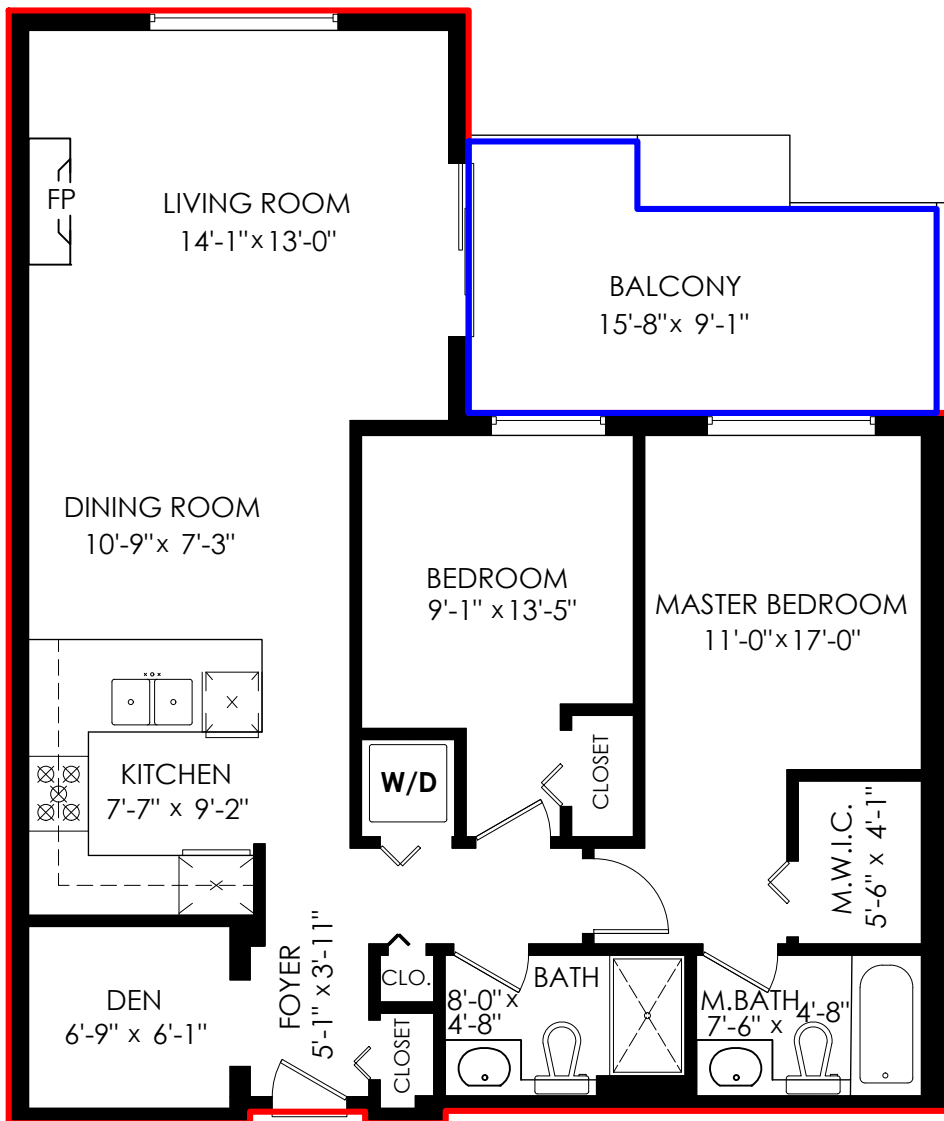 FP
LIVING ROOM
14'-1" x 13'-0"
BALCONY
15'-8" x 9'-1"
DINING ROOM
10'-9" x 7'-3"
BEDROOM
9'-1" x 13'-5"
MASTER BEDROOM
11'-0" x 17'-0"
CLOSET
KITCHEN
7'-7" x 9'-2"
W/D
M.W.I.C.
5'-6" x 4'-1"
DEN
6'-9" x 6'-1"
FOYER
5'-1" x 3'-11"
CLO.
CLOSET
BATH
8'-0" x
4'-8"
M.BATH
7'-6" x 4'-8"